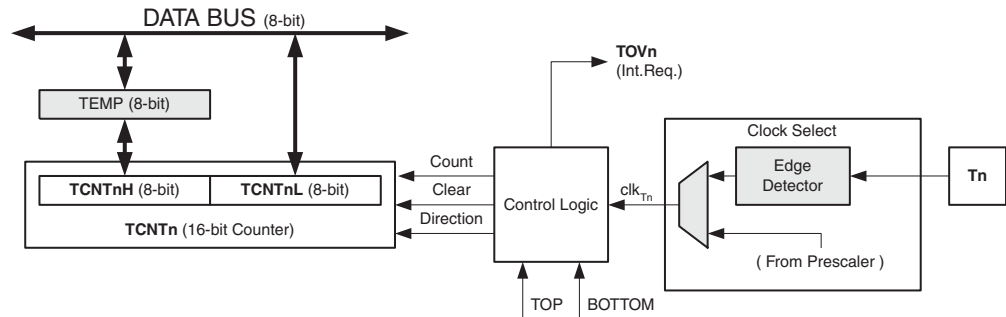 DATA BUS (8-bit)
TOVn
(Int.Req.)
TEMP (8-bit)
Clock Select
Count
Edge
Detector
TCNTnH (8-bit) TCNTnL (8-bit)
Clear
Control Logic
clkTn
Tn
Direction
TCNTn (16-bit Counter)
( From Prescaler )
TOP
BOTTOM